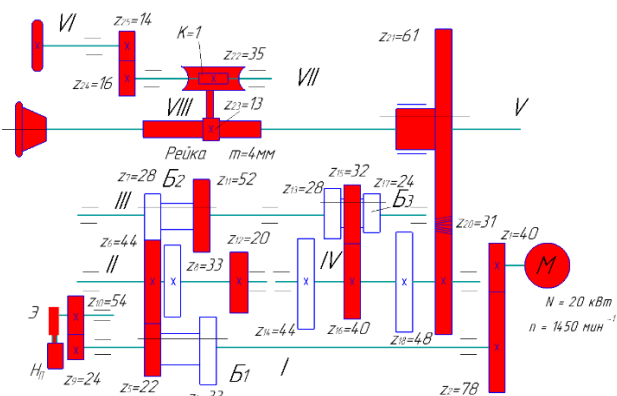 VI
z25=14
K=1
z22=35
z21=61
z24=16
VII
VIII
z23=13
V
Рейка m=4мм
z7=28
Б2
z11=52
z13=28
z15=32
z17=24
Б3
III
z6=44
z12=20
z20=31
z1=40
II
z8=33
IV
М
Э
z10=54
N = 20 кВт
n = 1450 мин⁻¹
z14=44
z16=40
z18=48
Нп
z9=24
z5=22
Б1
I
z2=78